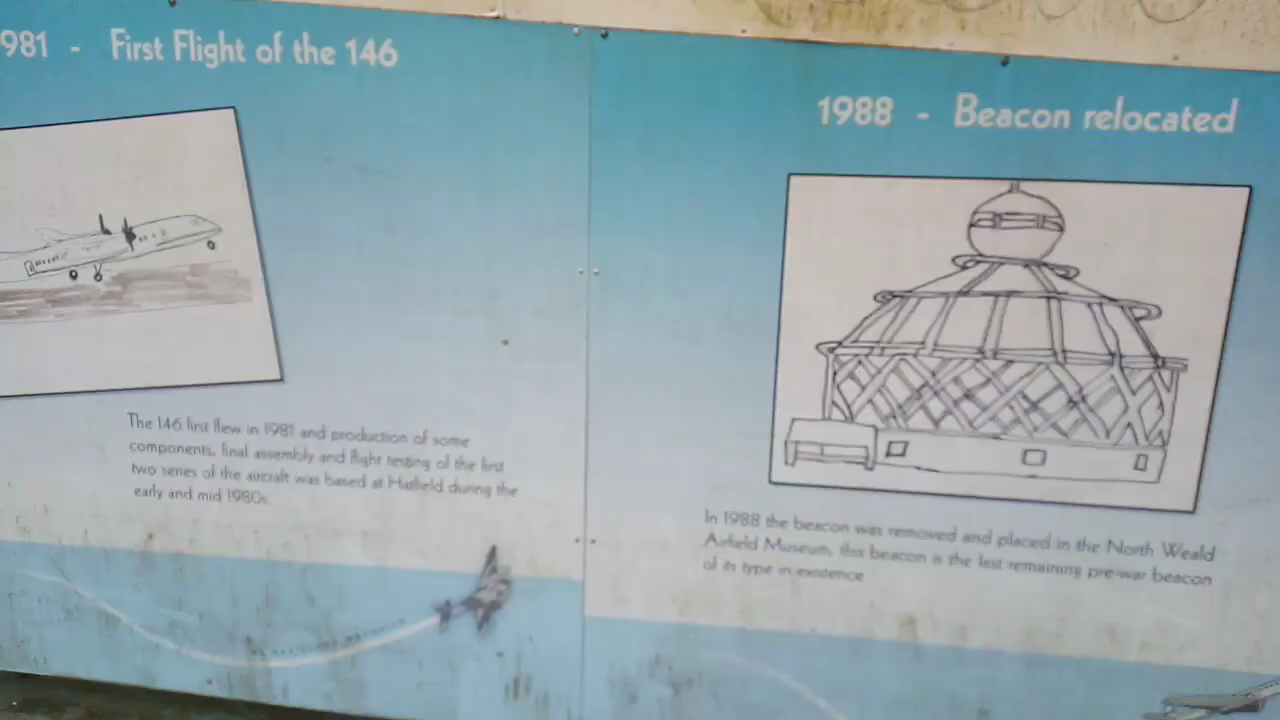 981 - First Flight of the 146
The 146 first flew in 1981 and production of some
components, final assembly and flight testing of the first
two series of the aircraft was based at Hatfield during the
early and mid 1980s.
1988 - Beacon relocated
In 1988 the beacon was removed and placed in the North Weald
Airfield Museum, this beacon is the last remaining pre-war beacon
of its type in existence